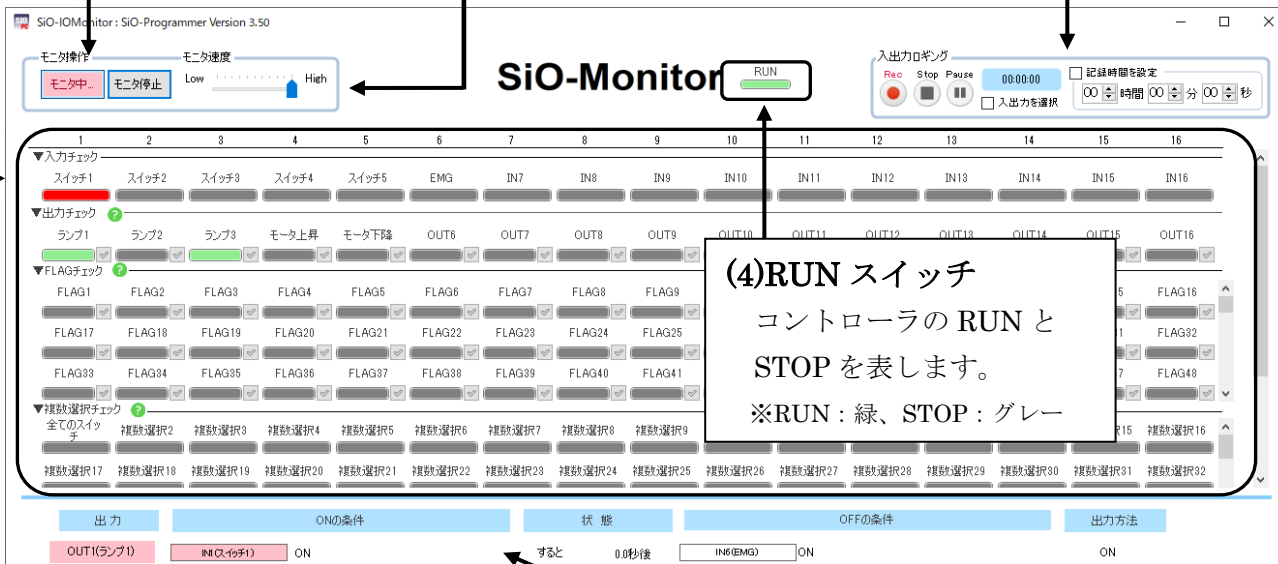 SiO-IOMonitor : SiO-Programmer Version 3.50
モニタ操作 モニタ速度 入出力ロギング
モニタ中... モニタ停止 Low High
SiO-Monitor RUN
Rec Stop Pause 00:00:00 記録時間を設定
入出力を選択 00 時間 00 分 00 秒
1 2 3 4 5 6 7 8 9 10 11 12 13 14 15 16
▼入力チェック
スイッチ1 スイッチ2 スイッチ3 スイッチ4 スイッチ5 EMG IN7 IN8 IN9 IN10 IN11 IN12 IN13 IN14 IN15 IN16
▼出力チェック ?
ランプ1 ランプ2 ランプ3 モータ上昇 モータ下降 OUT6 OUT7 OUT8 OUT9 OUT10 OUT11 OUT12 OUT13 OUT14 OUT15 OUT16
▼FLAGチェック ?
FLAG1 FLAG2 FLAG3 FLAG4 FLAG5 FLAG6 FLAG7 FLAG8 FLAG9 5 FLAG16
FLAG17 FLAG18 FLAG19 FLAG20 FLAG21 FLAG22 FLAG23 FLAG24 FLAG25 1 FLAG32
FLAG33 FLAG34 FLAG35 FLAG36 FLAG37 FLAG38 FLAG39 FLAG40 FLAG41 7 FLAG48
(4)RUN スイッチ
コントローラの RUN と
STOP を表します。
※RUN：緑、STOP：グレー
▼複数選択チェック ?
全てのスイッチ 複数選択2 複数選択3 複数選択4 複数選択5 複数選択6 複数選択7 複数選択8 複数選択9 R15 複数選択16
複数選択17 複数選択18 複数選択19 複数選択20 複数選択21 複数選択22 複数選択23 複数選択24 複数選択25 複数選択26 複数選択27 複数選択28 複数選択29 複数選択30 複数選択31 複数選択32
出力 ONの条件 状態 OFFの条件 出力方法
OUT1(ランプ1) IN1(スイッチ1) ON すると 0.0秒後 IN6(EMG) ON ON